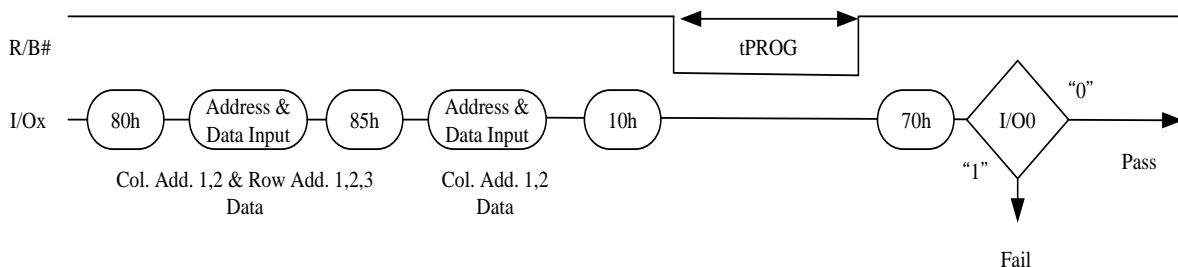 R/B#
tPROG
I/Ox
80h
Address &
Data Input
85h
Address &
Data Input
10h
70h
I/O0
“0”
“1”
Pass
Col. Add. 1,2 & Row Add. 1,2,3
Data
Col. Add. 1,2
Data
Fail